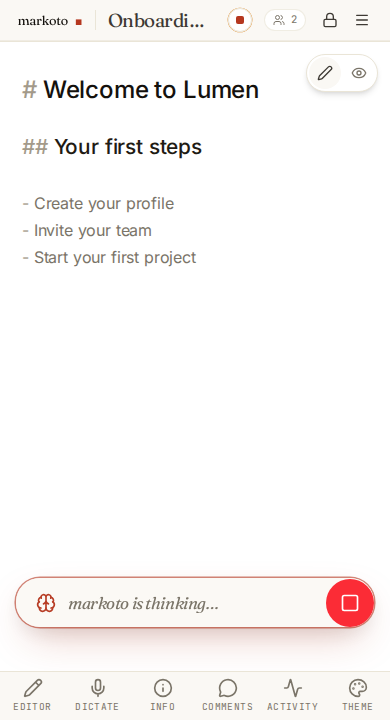 markoto
Onboardi...
2
# Welcome to Lumen
## Your first steps
- Create your profile
- Invite your team
- Start your first project
markoto is thinking...
EDITOR
DICTATE
INFO
COMMENTS
ACTIVITY
THEME